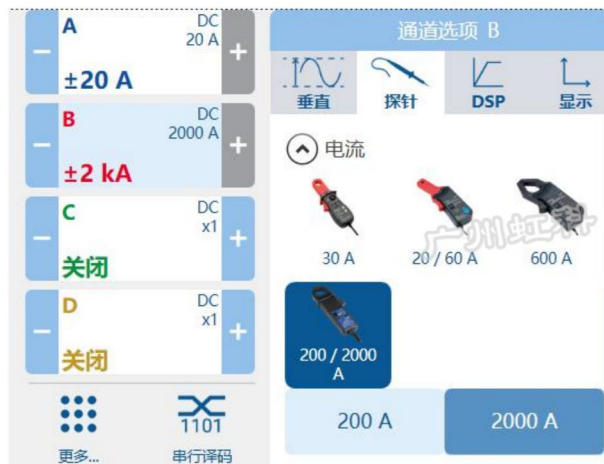 A
DC
20 A
−
+
±20 A
B
DC
2000 A
−
+
±2 kA
C
DC
x1
−
+
关闭
D
DC
x1
−
+
关闭
更多...
1101
串行译码
通道选项 B
垂直
探针
DSP
显示
电流
30 A
20 / 60 A
600 A
广州虹科
200 / 2000
A
200 A
2000 A